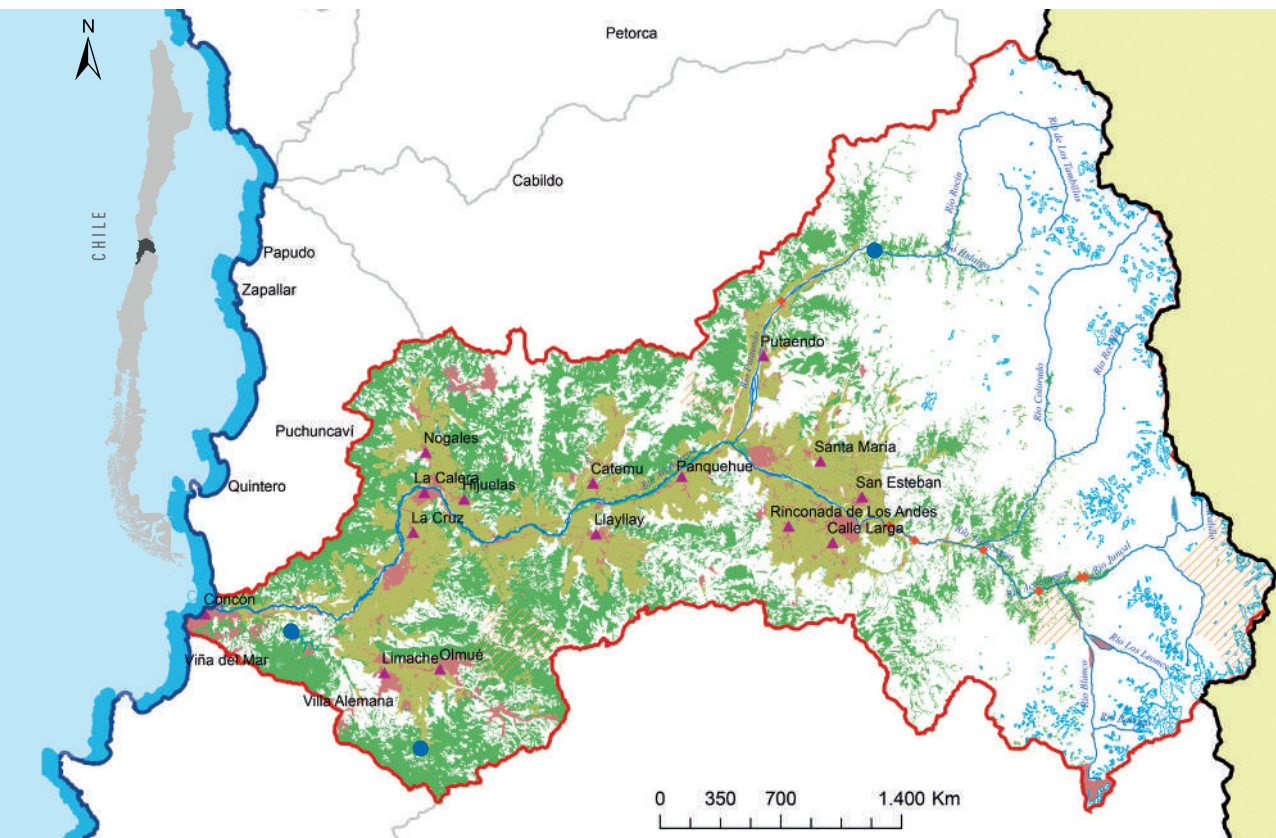 N
CHILE
Petorca
Cabildo
Papudo
Zapallar
Puchuncaví
Quintero
Río Rocín
Río de Los Tambillos
Río Hidalgo
Río Putaendo
Putaendo
Río Colorado
Nogales
La Calera
Hijuelas
La Cruz
Catemu
Llayllay
Panquehue
Santa María
San Esteban
Rinconada de Los Andes
Calle Larga
Río Juncal
Río Los Leones
Río Blanco
Concón
Viña del Mar
Limache
Olmué
Villa Alemana
0 350 700 1.400 Km